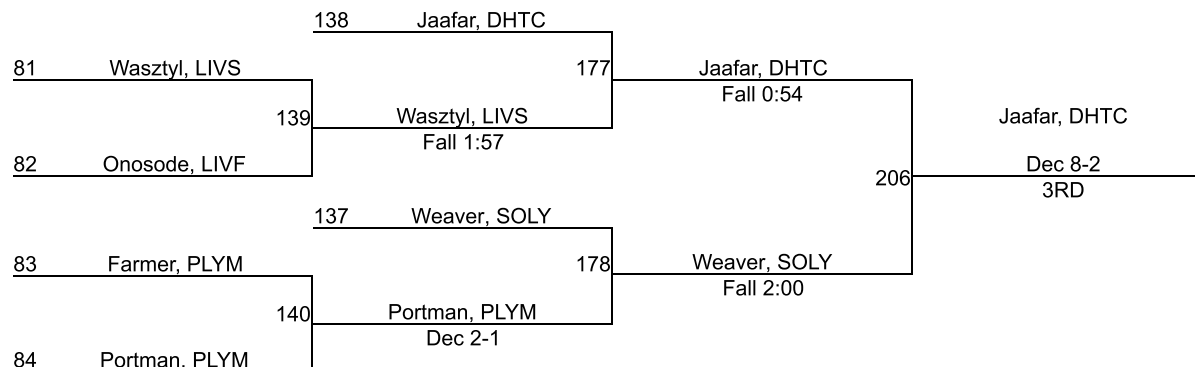 138 Jaafar, DHTC
81 Wasztyl, LIVS
177 Jaafar, DHTC
Fall 0:54
139 Wasztyl, LIVS
Fall 1:57
Jaafar, DHTC
82 Onosode, LIVF
Dec 8-2
206
3RD
137 Weaver, SOLY
83 Farmer, PLYM
178 Weaver, SOLY
Fall 2:00
140 Portman, PLYM
Dec 2-1
84 Portman, PLYM